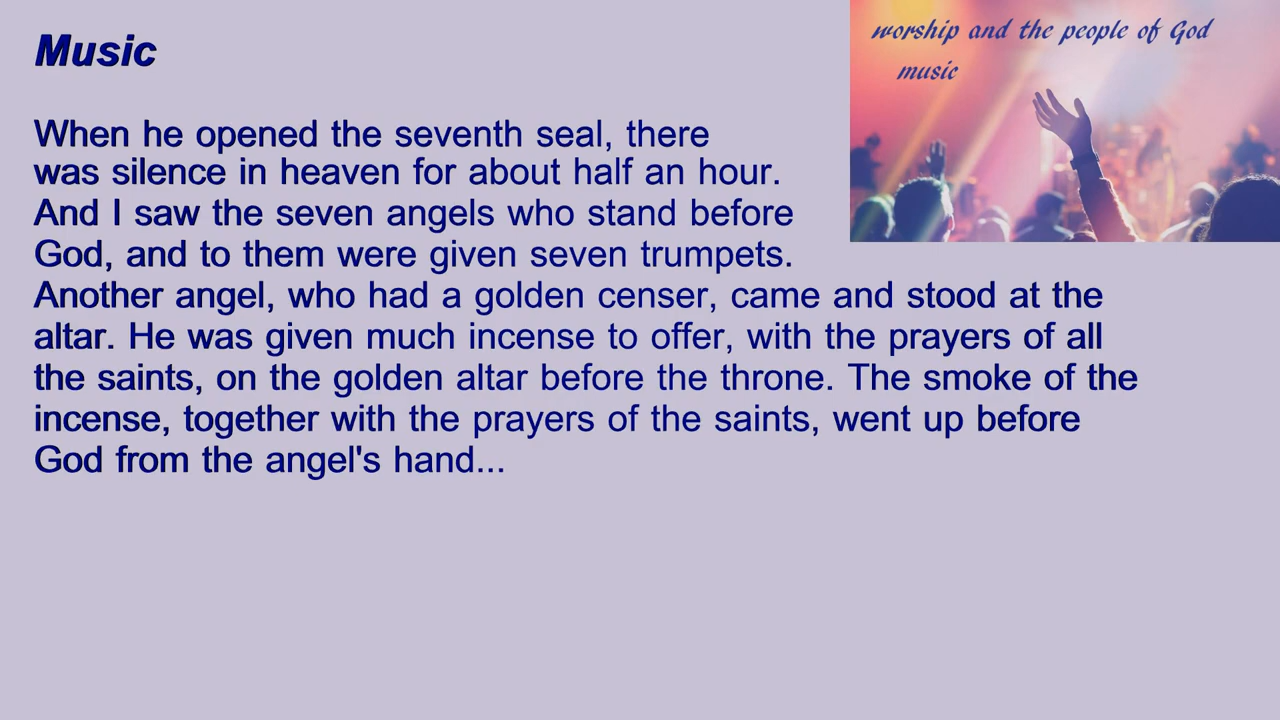 Music
worship and the people of God
music
When he opened the seventh seal, there
was silence in heaven for about half an hour.
And I saw the seven angels who stand before
God, and to them were given seven trumpets.
Another angel, who had a golden censer, came and stood at the
altar. He was given much incense to offer, with the prayers of all
the saints, on the golden altar before the throne. The smoke of the
incense, together with the prayers of the saints, went up before
God from the angel's hand...